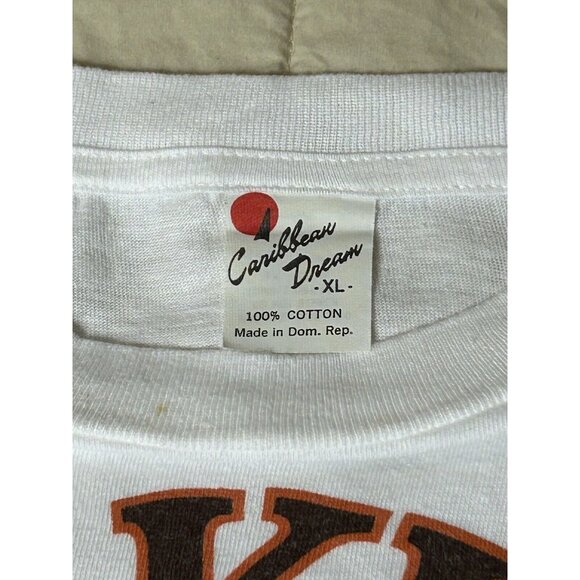 Caribbean
Dream
- XL -
100% COTTON
Made in Dom. Rep.
K